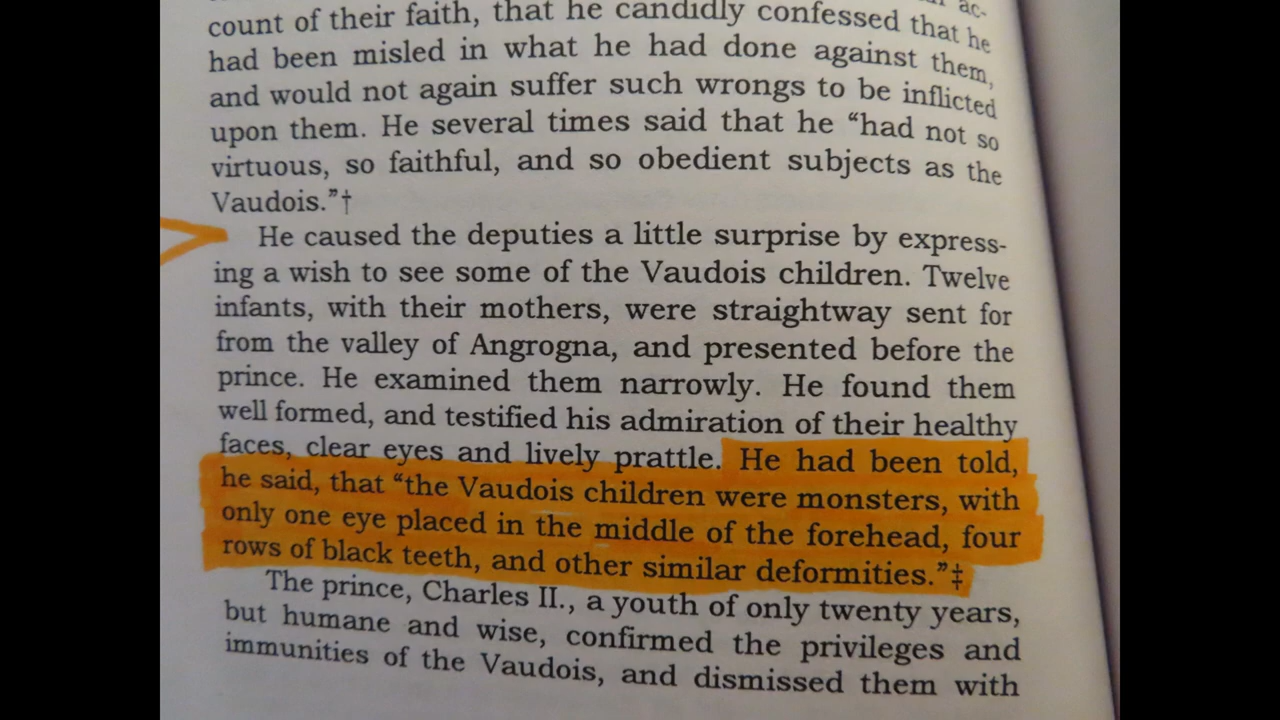 ac-
count of their faith, that he candidly confessed that he
had been misled in what he had done against them,
and would not again suffer such wrongs to be inflicted
upon them. He several times said that he “had not so
virtuous, so faithful, and so obedient subjects as the
Vaudois.”†
He caused the deputies a little surprise by express-
ing a wish to see some of the Vaudois children. Twelve
infants, with their mothers, were straightway sent for
from the valley of Angrogna, and presented before the
prince. He examined them narrowly. He found them
well formed, and testified his admiration of their healthy
faces, clear eyes and lively prattle. He had been told,
he said, that “the Vaudois children were monsters, with
only one eye placed in the middle of the forehead, four
rows of black teeth, and other similar deformities.”‡
The prince, Charles II., a youth of only twenty years,
but humane and wise, confirmed the privileges and
immunities of the Vaudois, and dismissed them with